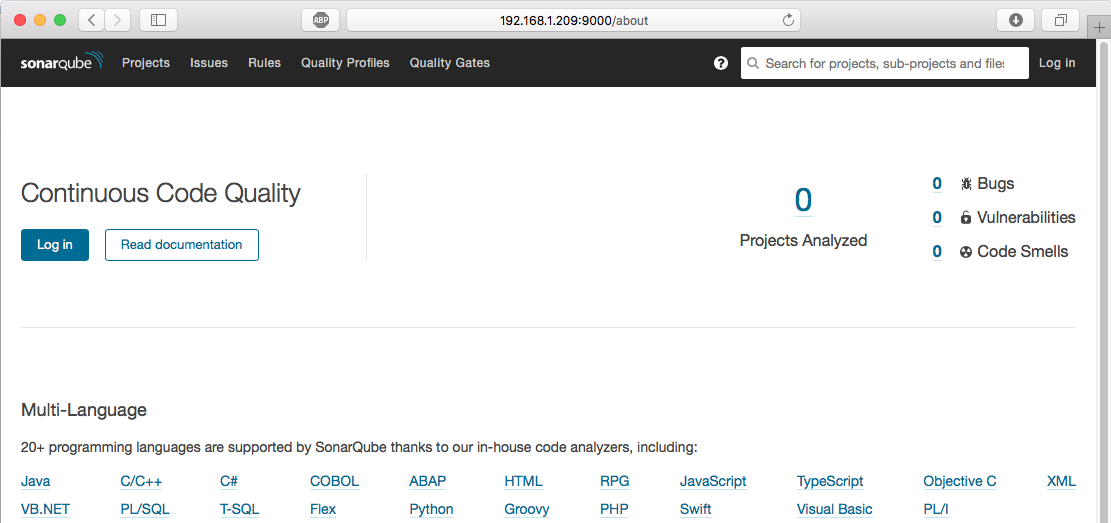 ABP
192.168.1.209:9000/about
sonarqube Projects Issues Rules Quality Profiles Quality Gates ? Search for projects, sub-projects and files Log in
Continuous Code Quality
Log in Read documentation
0
Projects Analyzed
0 Bugs
0 Vulnerabilities
0 Code Smells
Multi-Language
20+ programming languages are supported by SonarQube thanks to our in-house code analyzers, including:
Java C/C++ C# COBOL ABAP HTML RPG JavaScript TypeScript Objective C XML
VB.NET PL/SQL T-SQL Flex Python Groovy PHP Swift Visual Basic PL/I